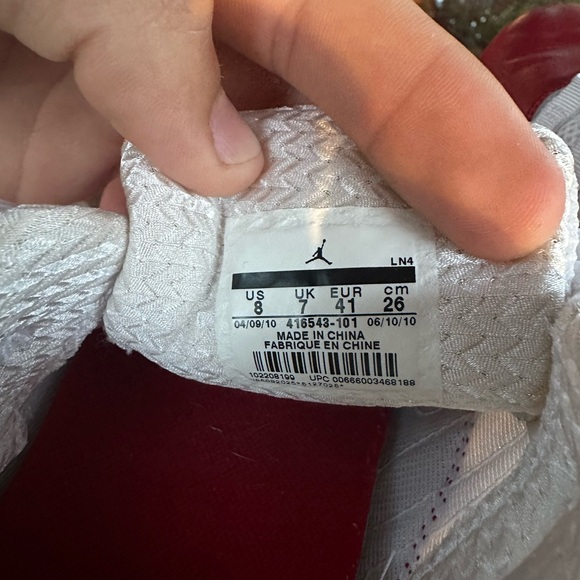 LN4
US UK EUR cm
8 7 41 26
04/09/10 416543-101 06/10/10
MADE IN CHINA
FABRIQUE EN CHINE
102208199 UPC 00666003468188